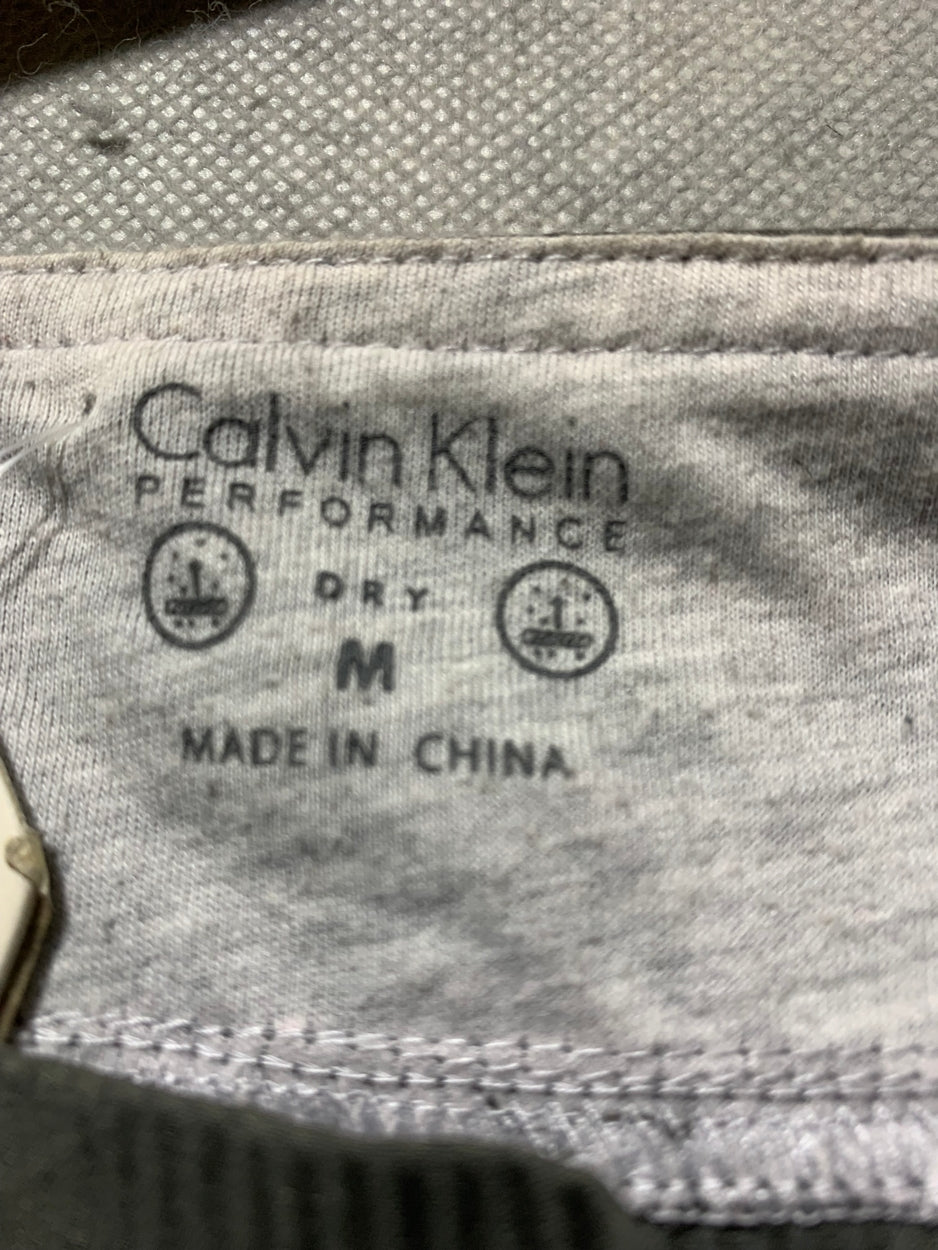 Calvin Klein
PERFORMANCE
DRY
M
MADE IN CHINA